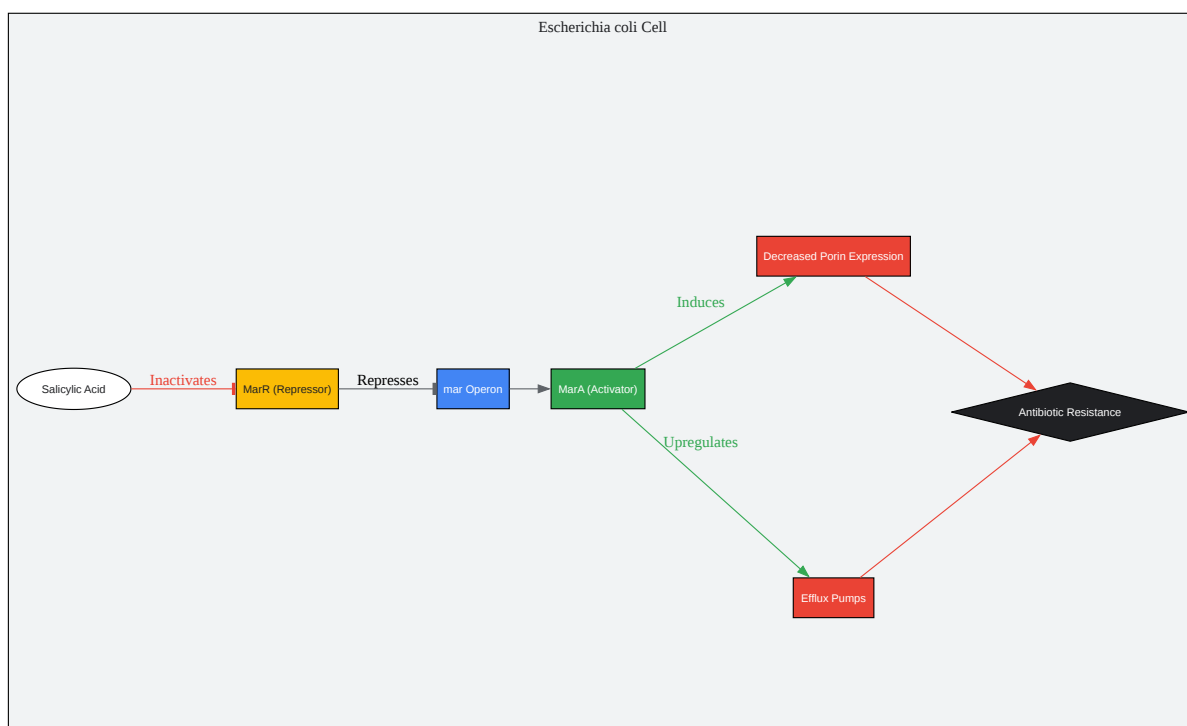 Escherichia coli Cell
Decreased Porin Expression
Induces
Salicylic Acid
Inactivates
MarR (Repressor)
Represses
mar Operon
MarA (Activator)
Antibiotic Resistance
Upregulates
Efflux Pumps